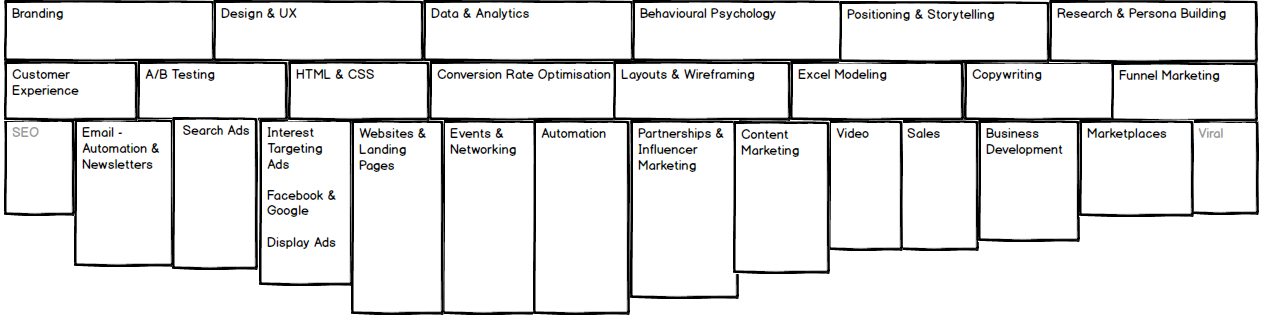 Branding
Design & UX
Data & Analytics
Behavioural Psychology
Positioning & Storytelling
Research & Persona Building
Customer
Experience
A/B Testing
HTML & CSS
Conversion Rate Optimisation
Layouts & Wireframing
Excel Modeling
Copywriting
Funnel Marketing
SEO
Email -
Automation &
Newsletters
Search Ads
Interest
Targeting
Ads
Facebook &
Google
Display Ads
Websites &
Landing
Pages
Events &
Networking
Automation
Partnerships &
Influencer
Marketing
Content
Marketing
Video
Sales
Business
Development
Marketplaces
Viral